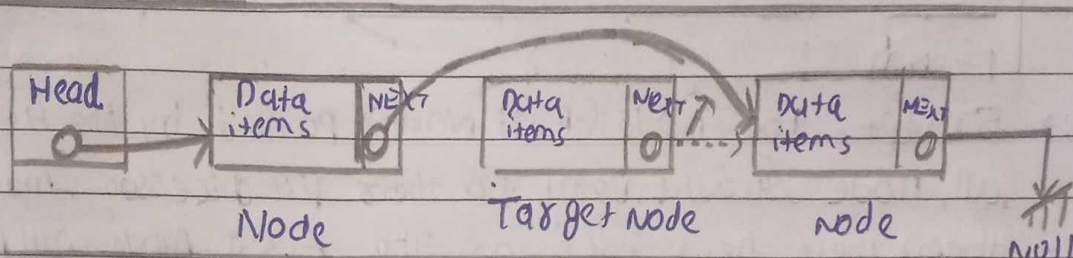 Head
Data
items
NEXT
Data
items
Next
Data
items
NEXT
Node
Target Node
Node
NUll